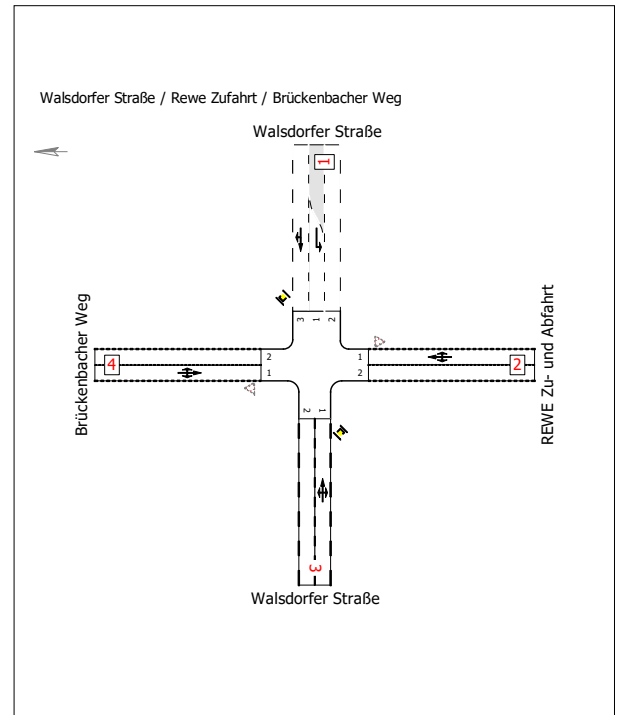 Walsdorfer Straße / Rewe Zufahrt / Brückenbacher Weg
Walsdorfer Straße
1
3 1 2
Brückenbacher Weg
4
2
1
1
2
2
REWE Zu- und Abfahrt
2 1
3
Walsdorfer Straße